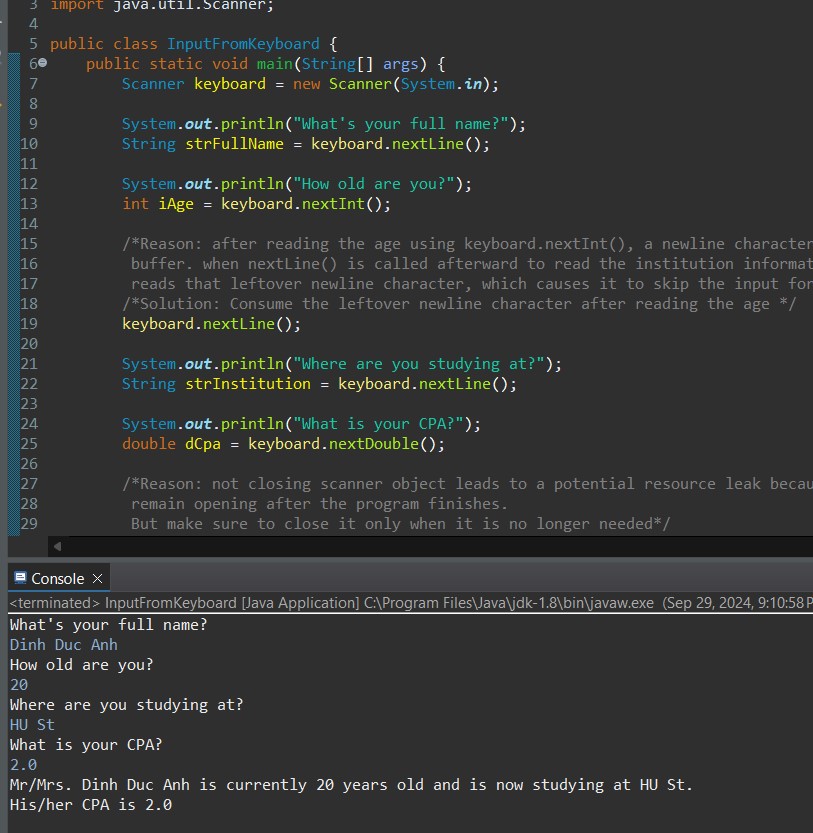 3 import java.util.Scanner;
4
5 public class InputFromKeyboard {
6 public static void main(String[] args) {
7 Scanner keyboard = new Scanner(System.in);
8
9 System.out.println("What's your full name?");
10 String strFullName = keyboard.nextLine();
11
12 System.out.println("How old are you?");
13 int iAge = keyboard.nextInt();
14
15 /*Reason: after reading the age using keyboard.nextInt(), a newline character
16 buffer. when nextLine() is called afterward to read the institution informat
17 reads that leftover newline character, which causes it to skip the input for
18 /*Solution: Consume the leftover newline character after reading the age */
19 keyboard.nextLine();
20
21 System.out.println("Where are you studying at?");
22 String strInstitution = keyboard.nextLine();
23
24 System.out.println("What is your CPA?");
25 double dCpa = keyboard.nextDouble();
26
27 /*Reason: not closing scanner object leads to a potential resource leak becau
28 remain opening after the program finishes.
29 But make sure to close it only when it is no longer needed*/
Console
<terminated> InputFromKeyboard [Java Application] C:\Program Files\Java\jdk-1.8\bin\javaw.exe (Sep 29, 2024, 9:10:58 P
What's your full name?
Dinh Duc Anh
How old are you?
20
Where are you studying at?
HU St
What is your CPA?
2.0
Mr/Mrs. Dinh Duc Anh is currently 20 years old and is now studying at HU St.
His/her CPA is 2.0